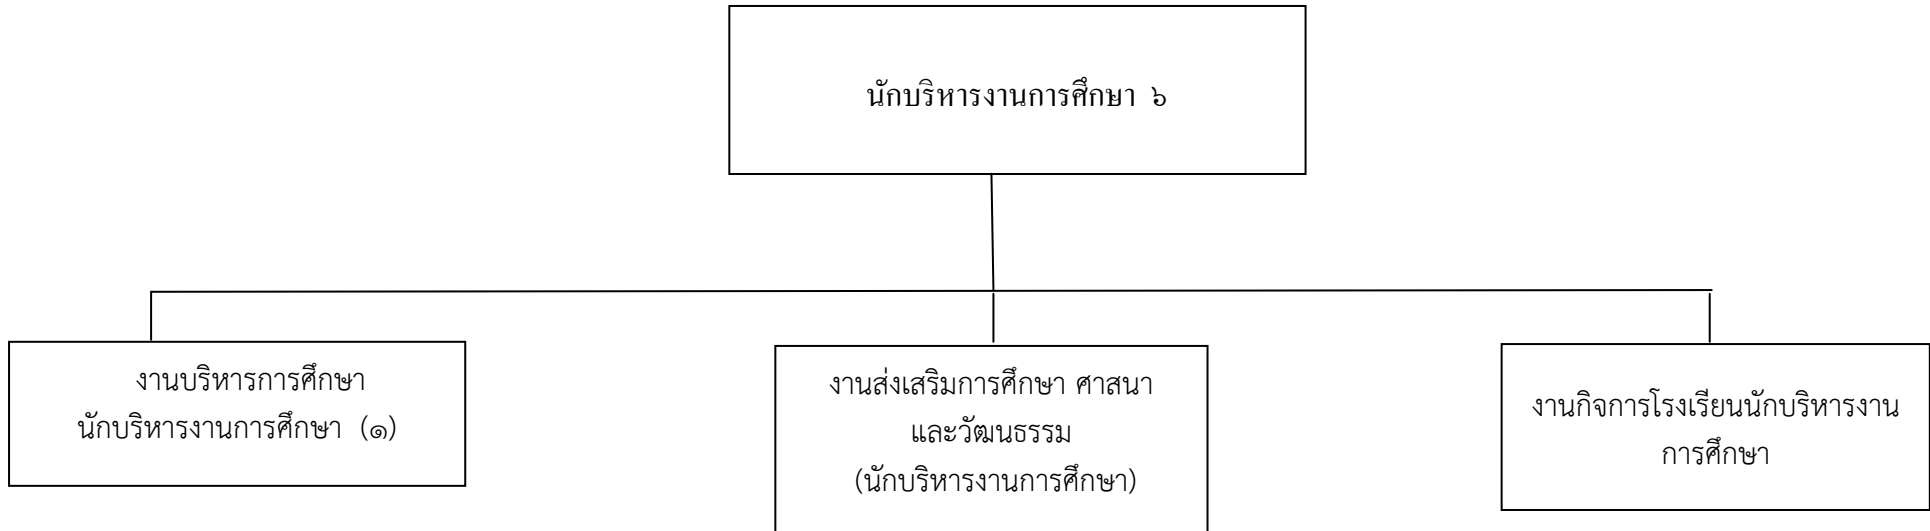 นักบริหารงานการศึกษา ๖
งานบริหารการศึกษา
นักบริหารงานการศึกษา (๑)
งานส่งเสริมการศึกษา ศาสนา
และวัฒนธรรม
(นักบริหารงานการศึกษา)
งานกิจการโรงเรียนนักบริหารงาน
การศึกษา